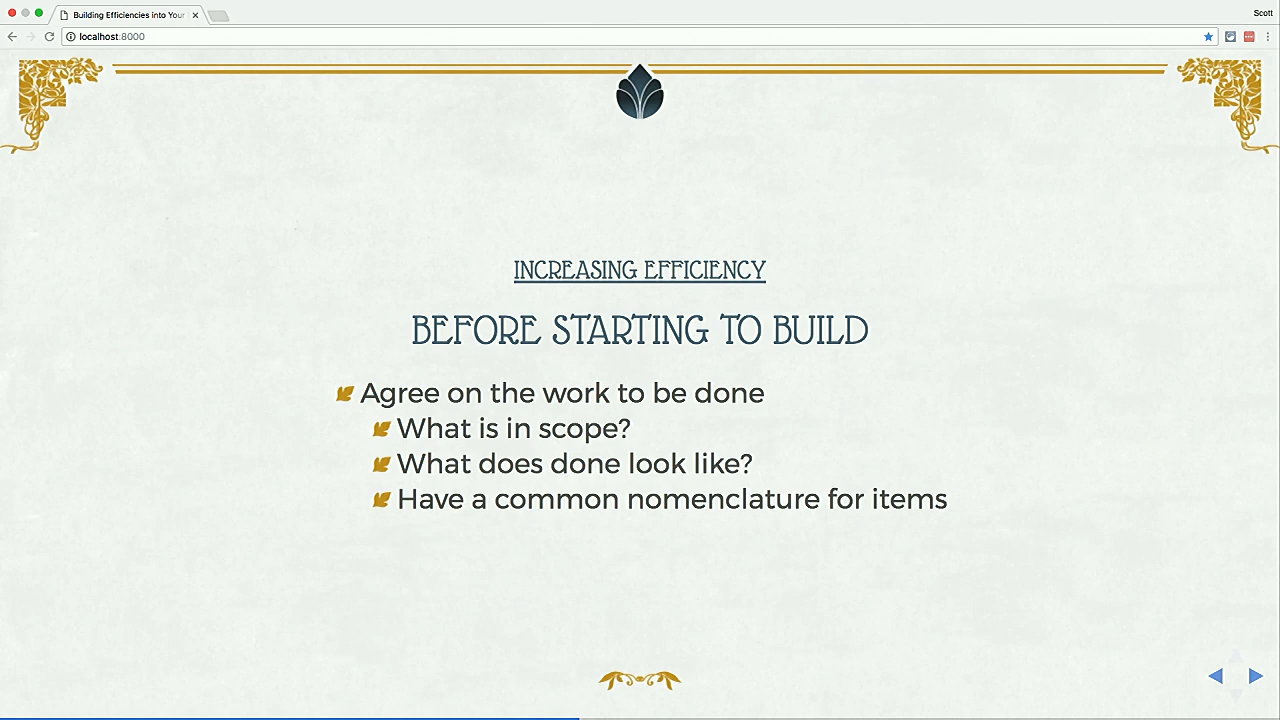 Building Efficiencies into Your
Scott
localhost:8000
INCREASING EFFICIENCY
BEFORE STARTING TO BUILD
Agree on the work to be done
What is in scope?
What does done look like?
Have a common nomenclature for items